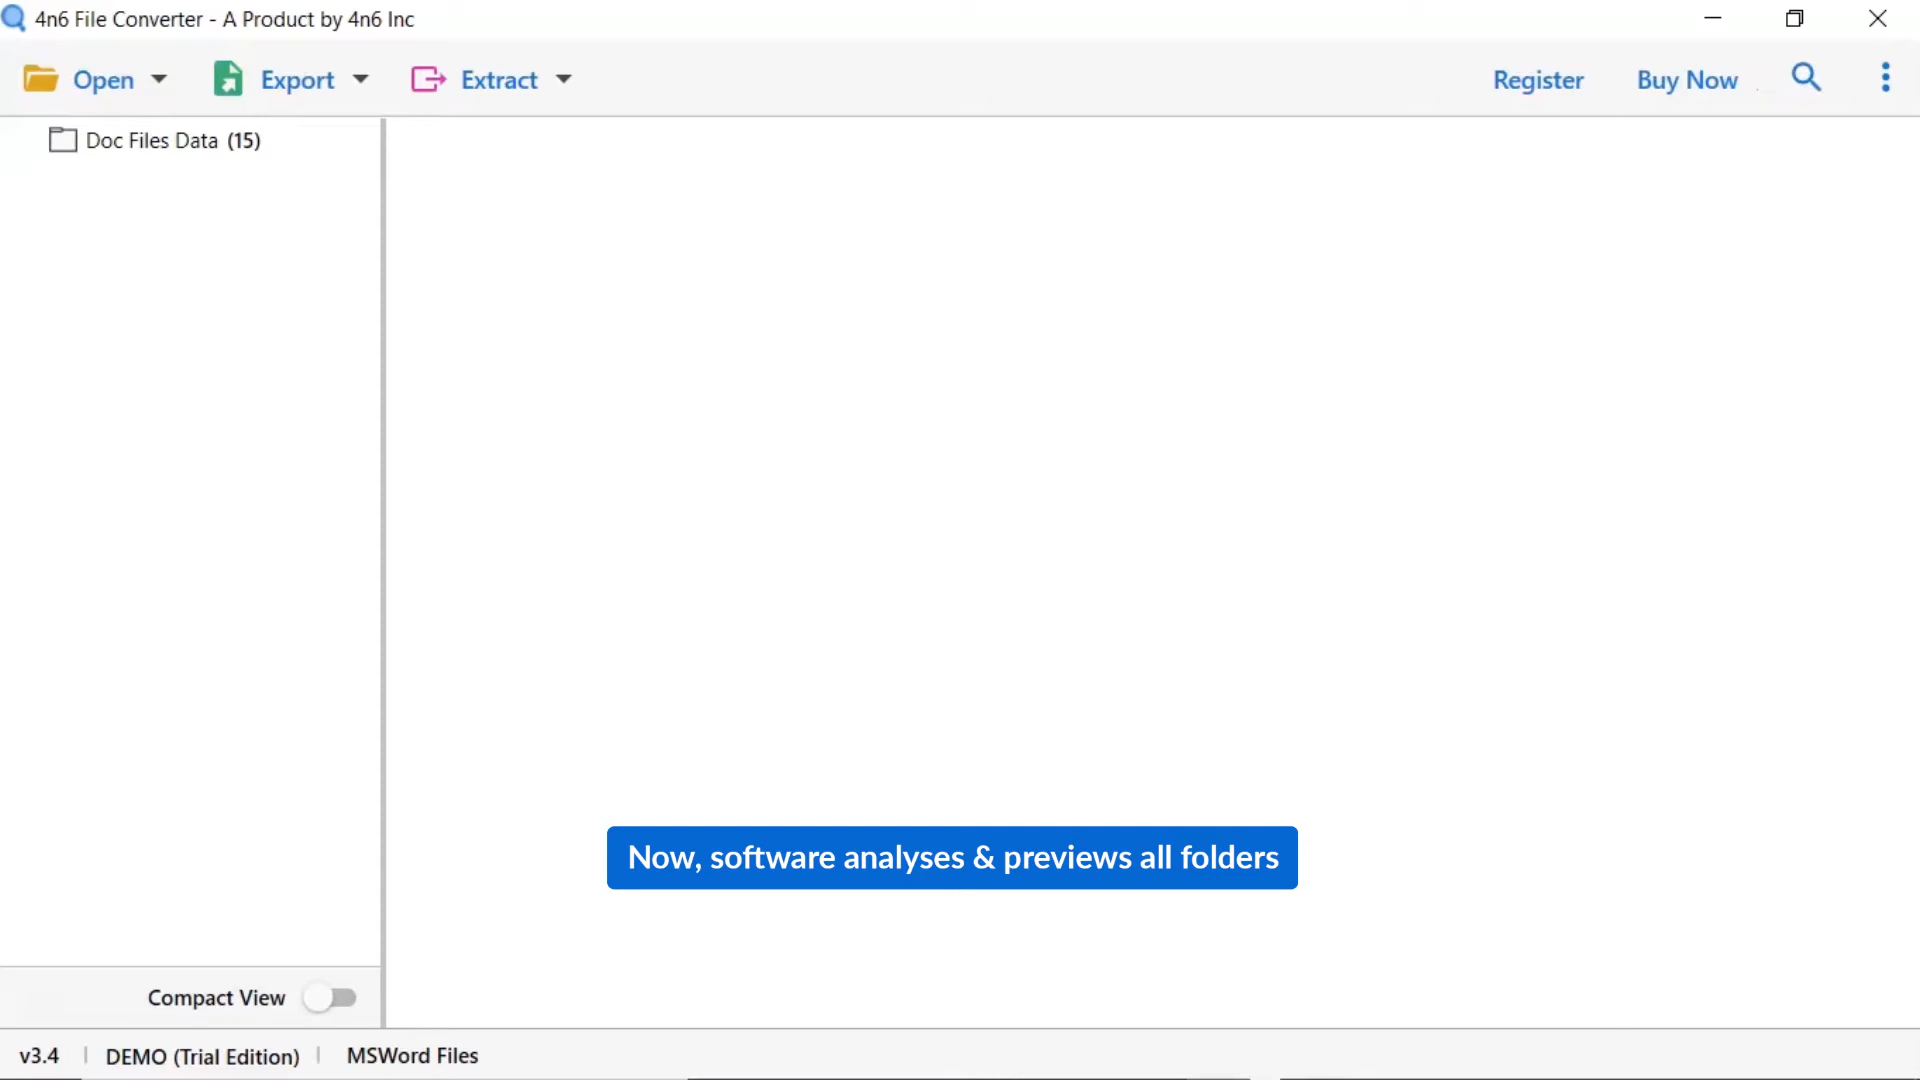 4n6 File Converter - A Product by 4n6 Inc
Open Export Extract Register Buy Now
Doc Files Data (15)
Now, software analyses & previews all folders
Compact View
v3.4 DEMO (Trial Edition) MSWord Files